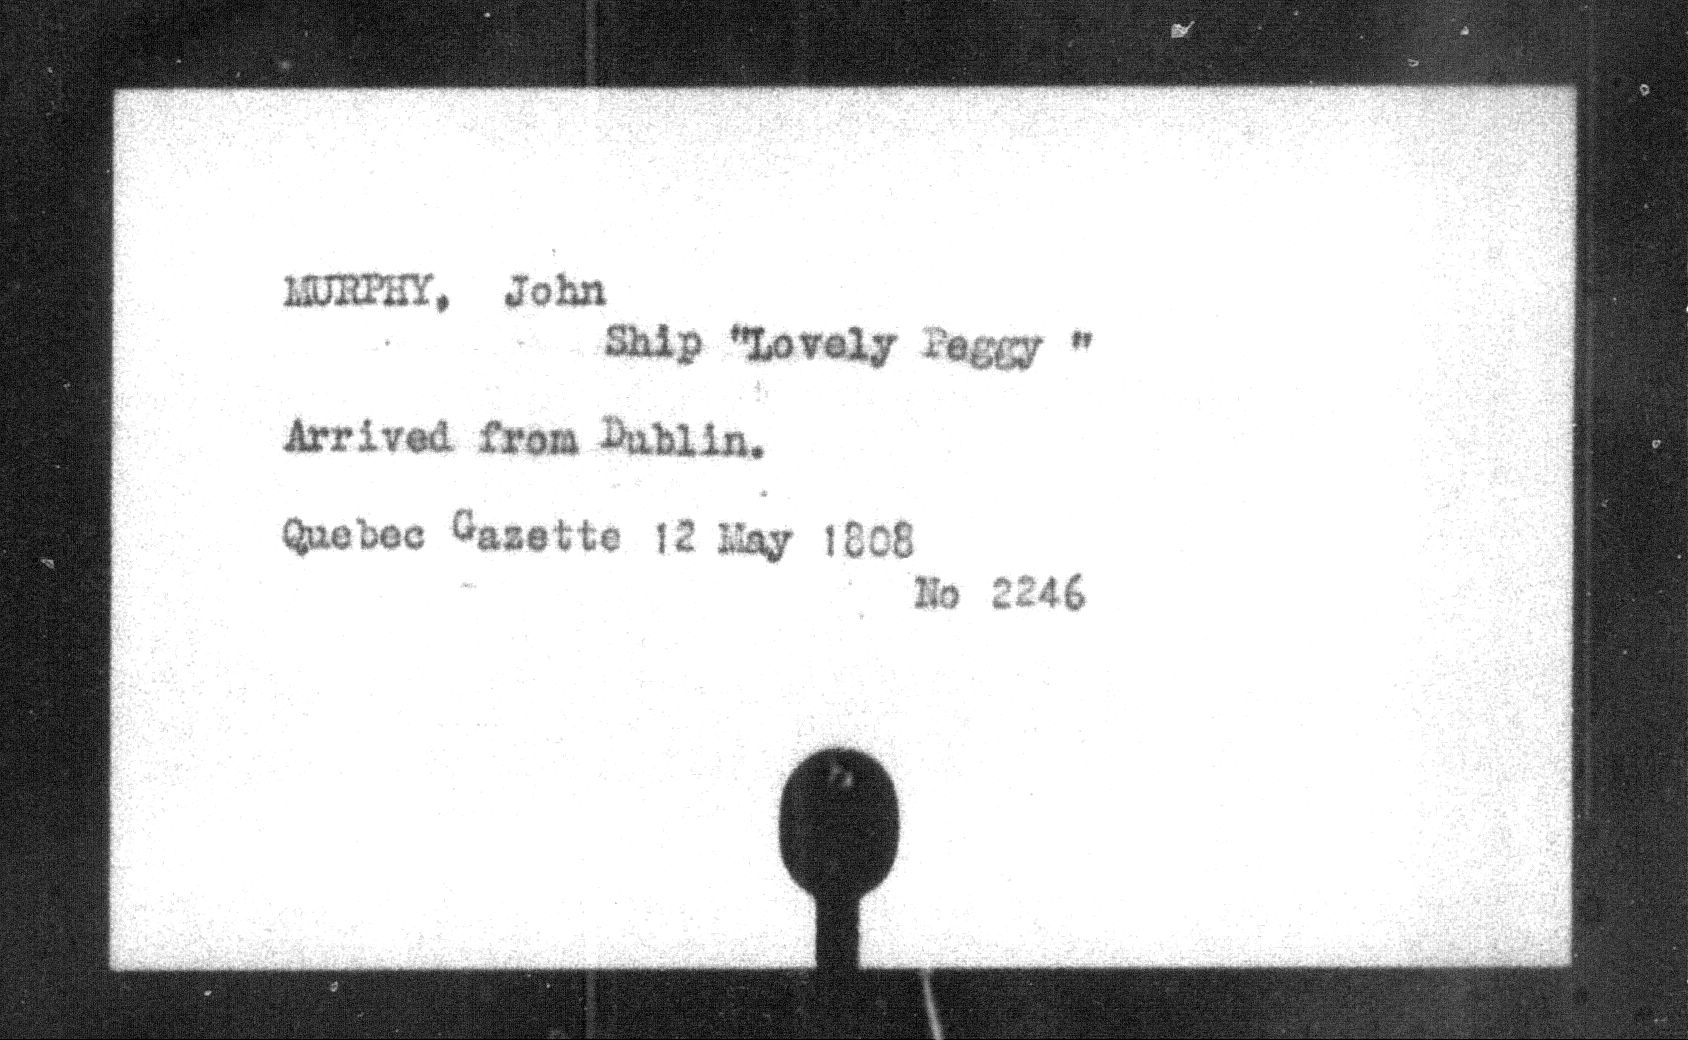 MURPHY, John
Ship "Lovely Peggy "
Arrived from Dublin.
Quebec Gazette 12 May 1808
No 2246